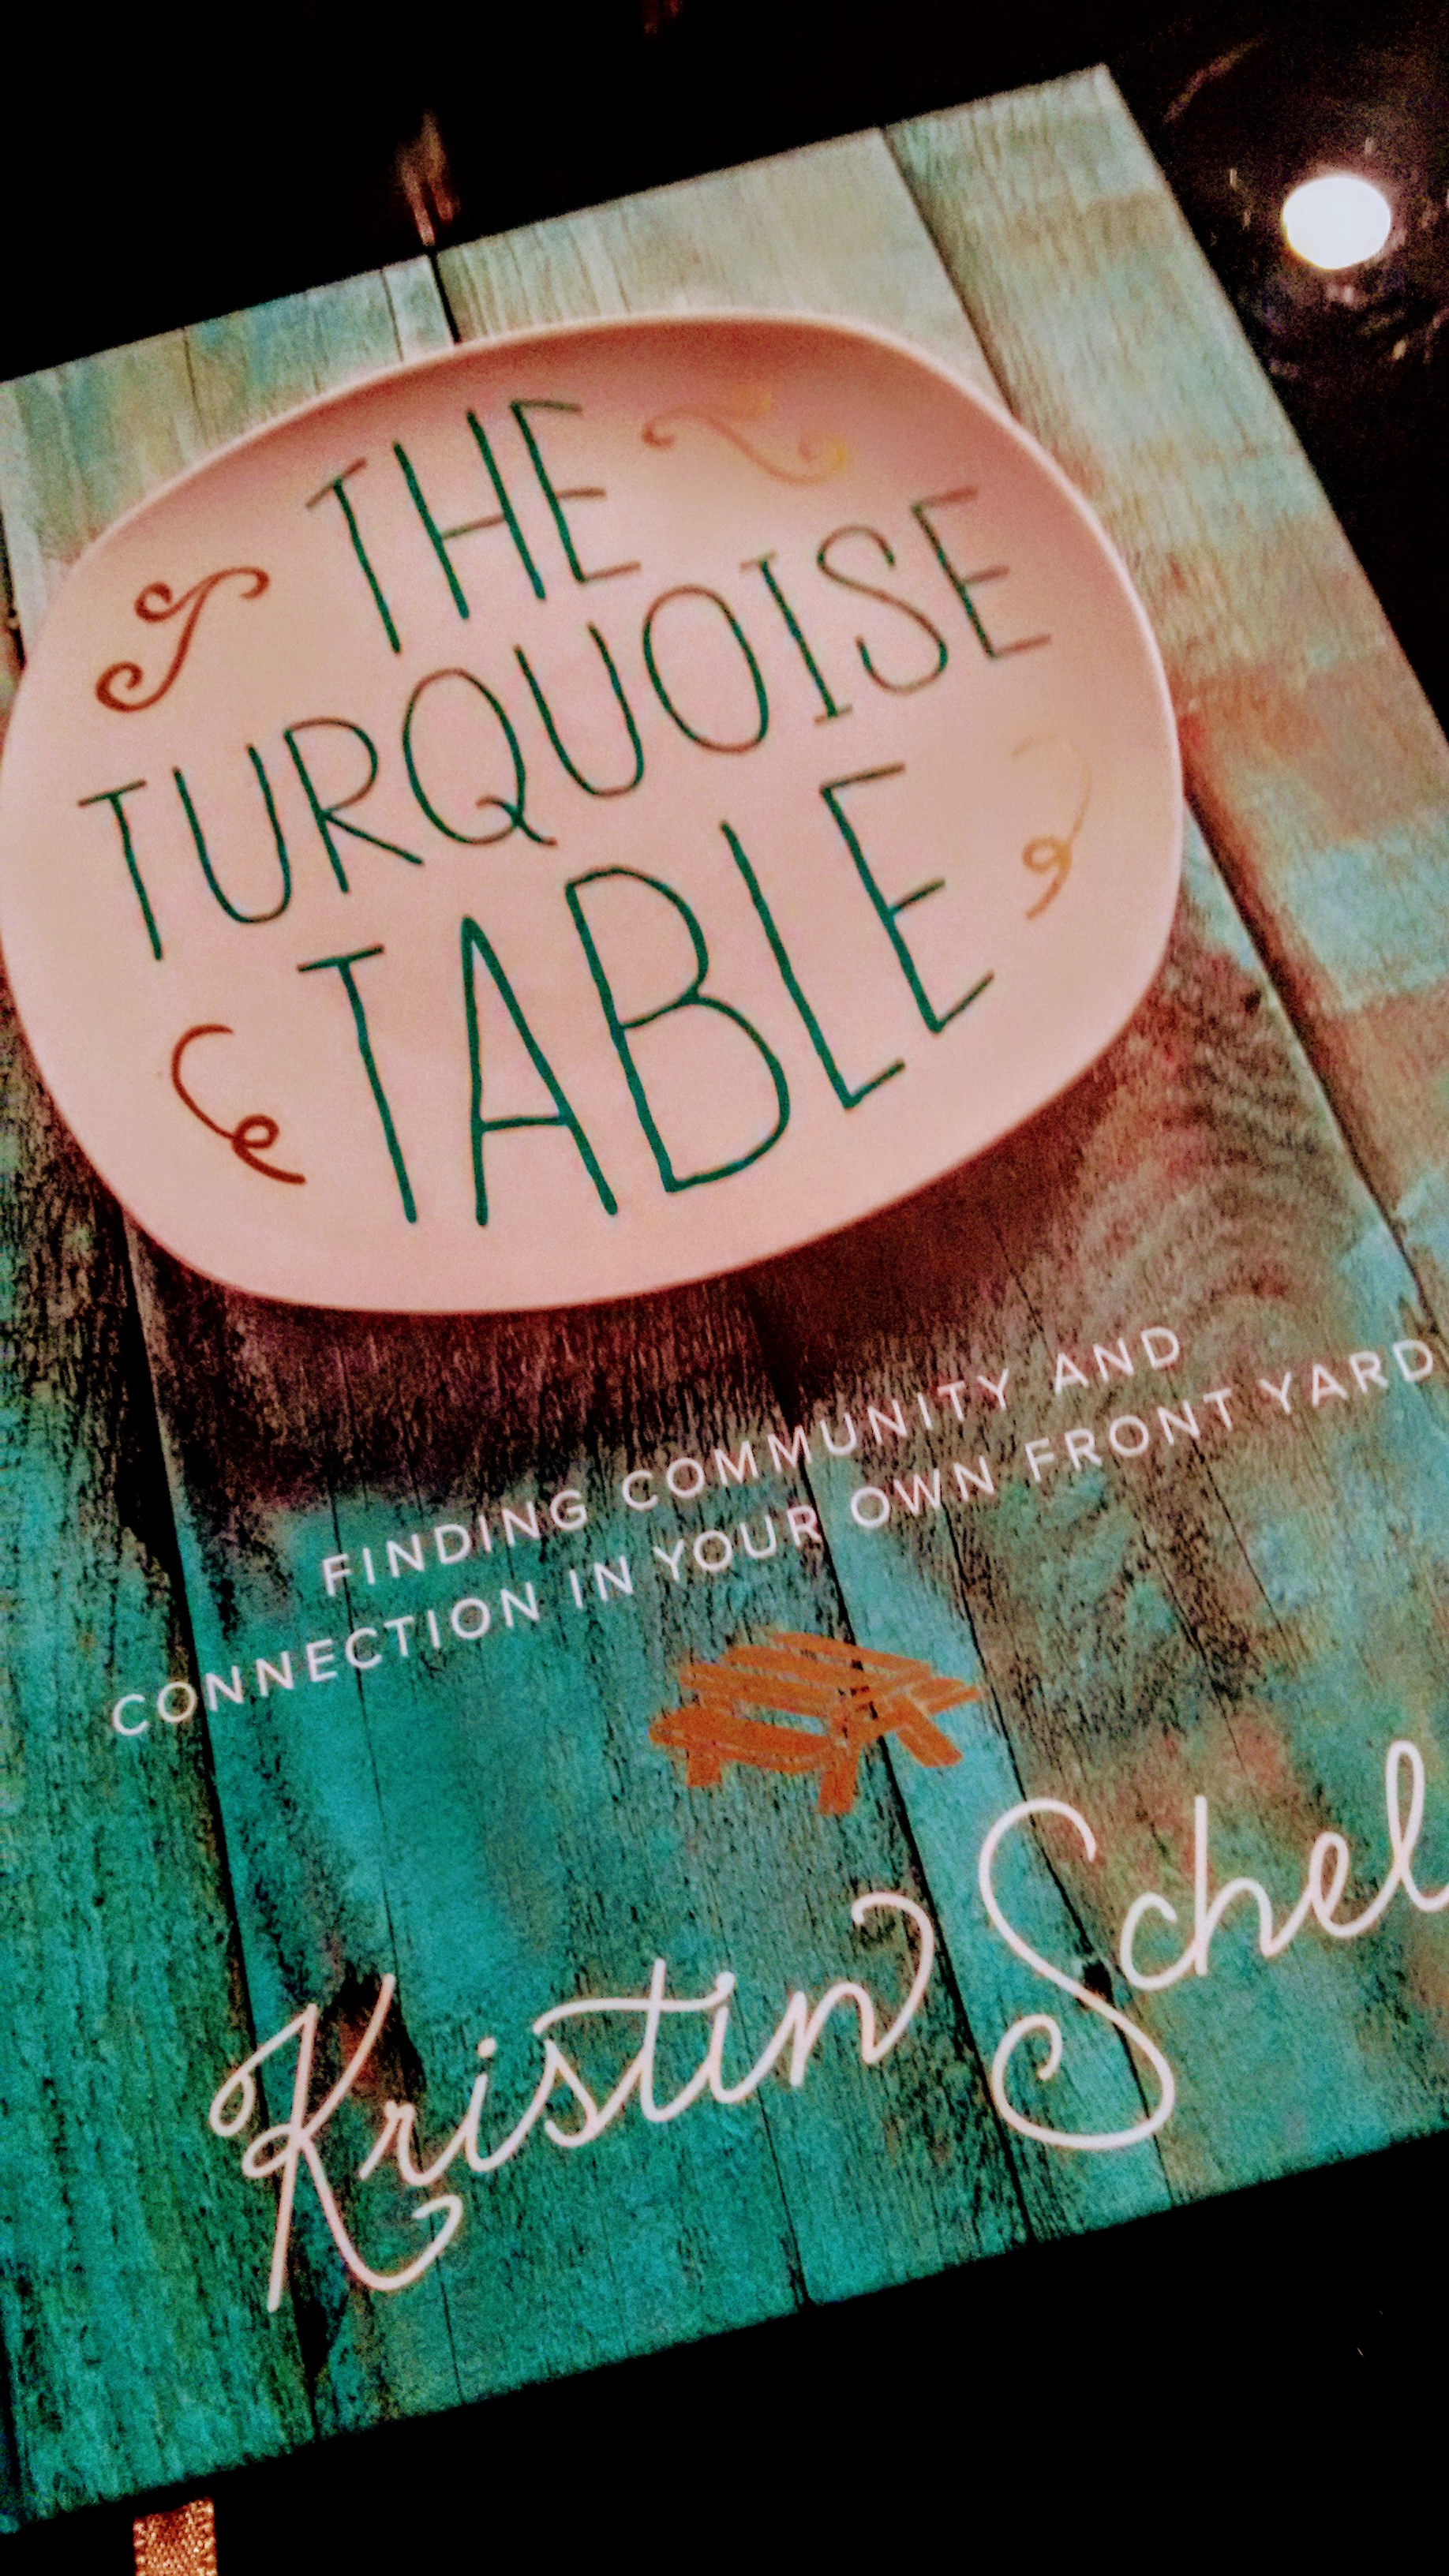 THE
TURQUOISE
TABLE
FINDING COMMUNITY AND
CONNECTION IN YOUR OWN FRONT YARD
Kristin Schel